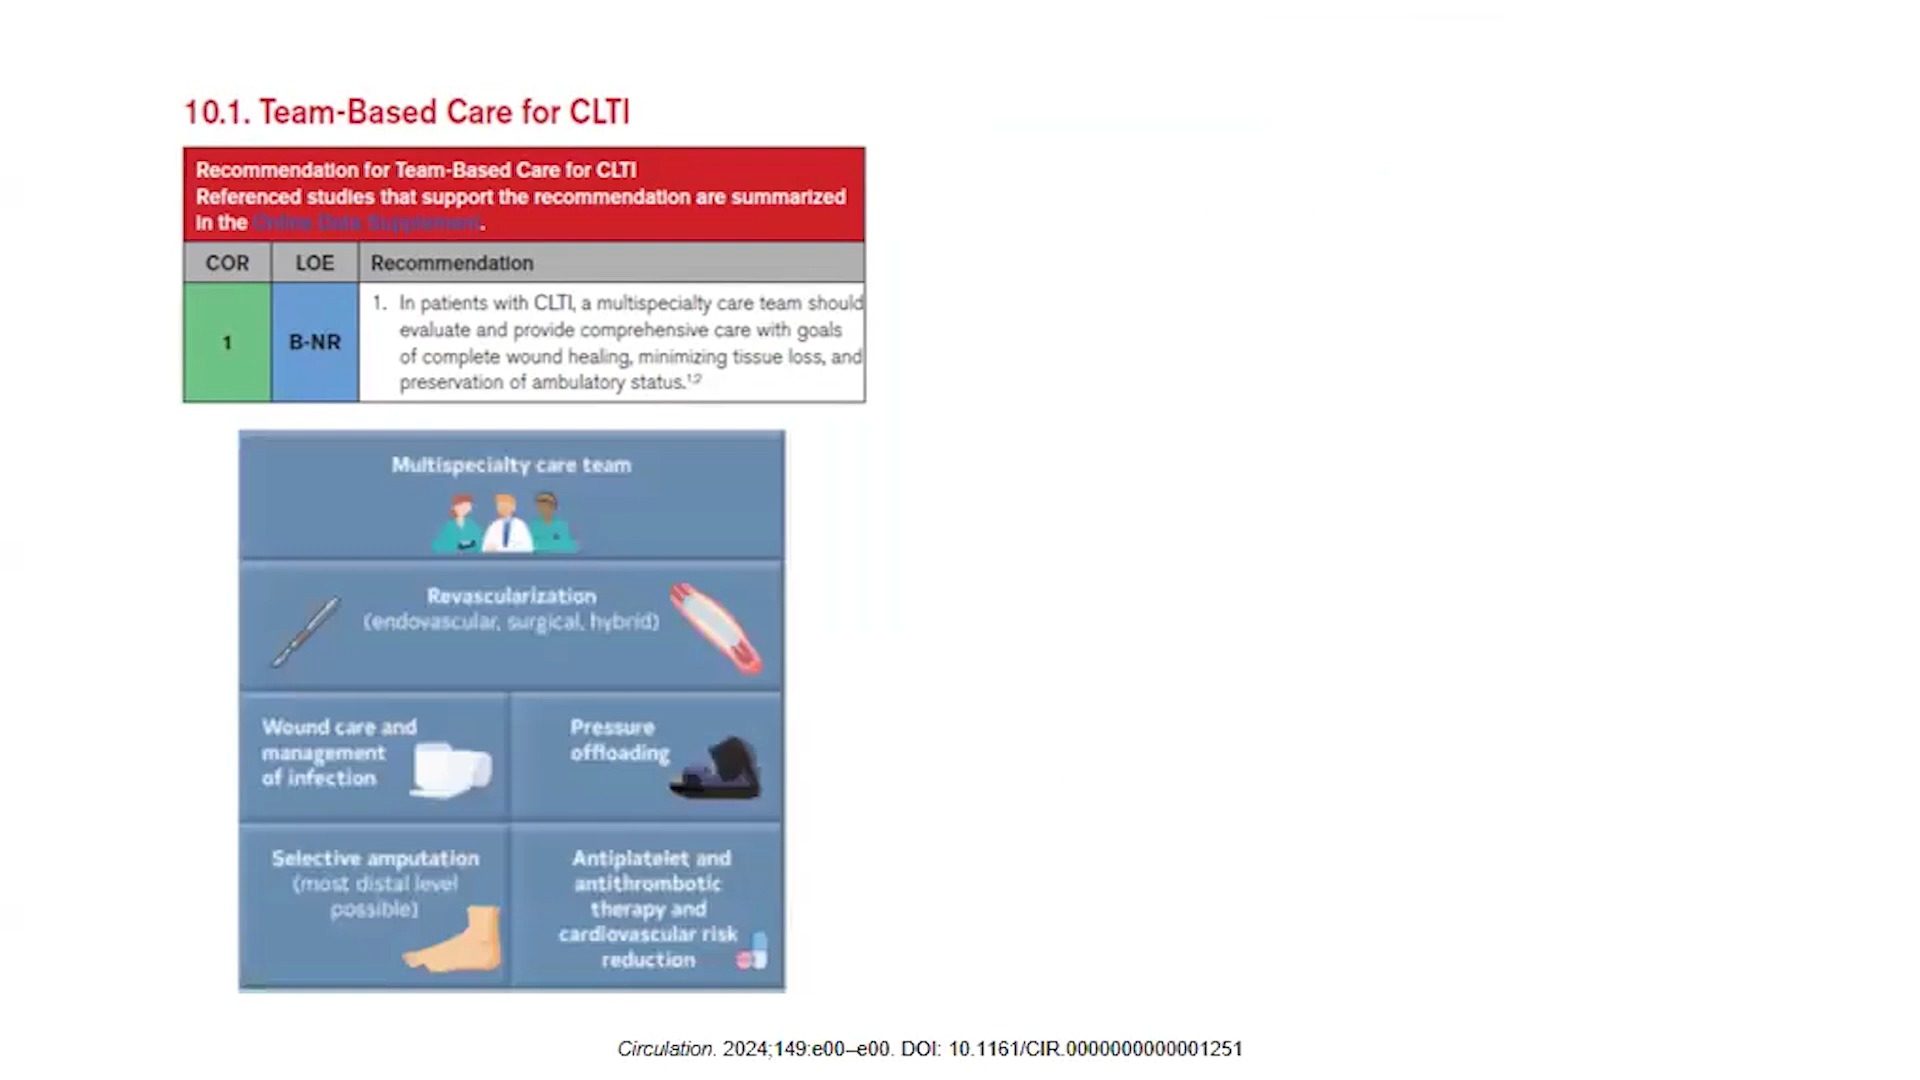 10.1. Team-Based Care for CLTI
Recommendation for Team-Based Care for CLTI
Referenced studies that support the recommendation are summarized
in the Online Data Supplement.
COR LOE Recommendation
1 B-NR
1. In patients with CLTI, a multispecialty care team should
evaluate and provide comprehensive care with goals
of complete wound healing, minimizing tissue loss, and
preservation of ambulatory status.1,2
Multispecialty care team
Revascularization
(endovascular, surgical, hybrid)
Wound care and
management
of infection
Pressure
offloading
Selective amputation
(most distal level
possible)
Antiplatelet and
antithrombotic
therapy and
cardiovascular risk
reduction
Circulation. 2024;149:e00–e00. DOI: 10.1161/CIR.0000000000001251